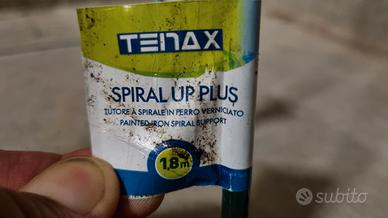 TENAX
SPIRAL UP PLUS
TUTORE A SPIRALE IN FERRO VERNICIATO
PAINTED IRON SPIRAL SUPPORT
1,8m
subito